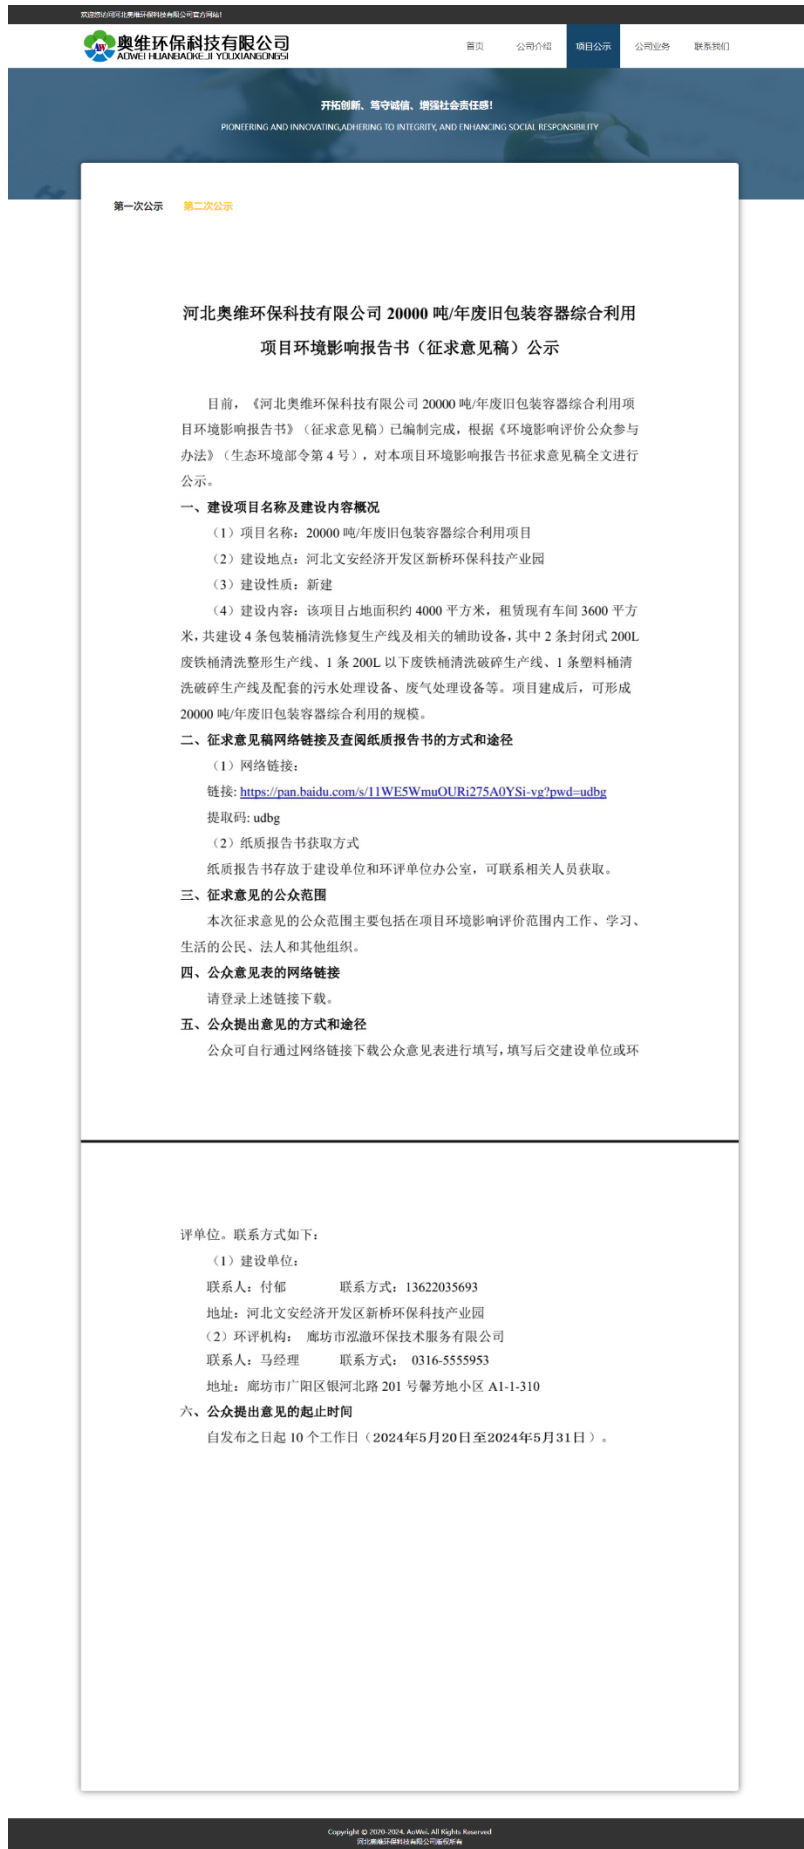 欢迎您访问河北奥维环保科技有限公司官方网站！
奥维环保科技有限公司
AOWEI HUANBAOKEJI YOUXIANGONGSI
首页 公司介绍 项目公示 公司业务 联系我们
开拓创新、笃守诚信、增强社会责任感！
PIONEERING AND INNOVATING,ADHERING TO INTEGRITY, AND ENHANCING SOCIAL RESPONSIBILITY
第一次公示 第二次公示
河北奥维环保科技有限公司 20000 吨/年废旧包装容器综合利用
项目环境影响报告书（征求意见稿）公示
目前，《河北奥维环保科技有限公司 20000 吨/年废旧包装容器综合利用项
目环境影响报告书》（征求意见稿）已编制完成，根据《环境影响评价公众参与
办法》（生态环境部令第 4 号），对本项目环境影响报告书征求意见稿全文进行
公示。
一、建设项目名称及建设内容概况
（1）项目名称：20000 吨/年废旧包装容器综合利用项目
（2）建设地点：河北文安经济开发区新桥环保科技产业园
（3）建设性质：新建
（4）建设内容：该项目占地面积约 4000 平方米，租赁现有车间 3600 平方
米，共建设 4 条包装桶清洗修复生产线及相关的辅助设备，其中 2 条封闭式 200L
废铁桶清洗整形生产线、1 条 200L 以下废铁桶清洗破碎生产线、1 条塑料桶清
洗破碎生产线及配套的污水处理设备、废气处理设备等。项目建成后，可形成
20000 吨/年废旧包装容器综合利用的规模。
二、征求意见稿网络链接及查阅纸质报告书的方式和途径
（1）网络链接：
链接: https://pan.baidu.com/s/11WE5WmuOURi275A0YSi-vg?pwd=udbg
提取码: udbg
（2）纸质报告书获取方式
纸质报告书存放于建设单位和环评单位办公室，可联系相关人员获取。
三、征求意见的公众范围
本次征求意见的公众范围主要包括在项目环境影响评价范围内工作、学习、
生活的公民、法人和其他组织。
四、公众意见表的网络链接
请登录上述链接下载。
五、公众提出意见的方式和途径
公众可自行通过网络链接下载公众意见表进行填写，填写后交建设单位或环
评单位。联系方式如下：
（1）建设单位：
联系人：付郁 联系方式：13622035693
地址：河北文安经济开发区新桥环保科技产业园
（2）环评机构： 廊坊市泓澈环保技术服务有限公司
联系人：马经理 联系方式： 0316-5555953
地址：廊坊市广阳区银河北路 201 号馨芳地小区 A1-1-310
六、公众提出意见的起止时间
自发布之日起 10 个工作日（2024年5月20日至2024年5月31日）。
Copyright © 2020-2024. AoWei. All Rights Reserved
河北奥维环保科技有限公司版权所有